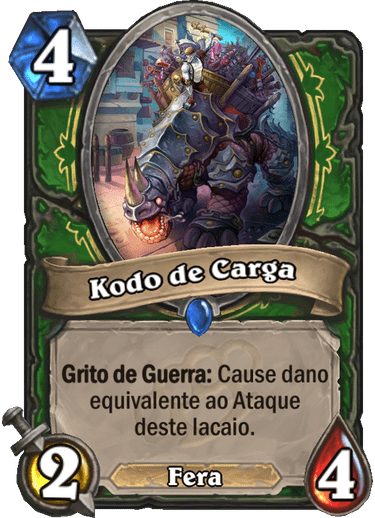 4
Kodo de Carga
Grito de Guerra: Cause dano
equivalente ao Ataque
deste lacaio.
2
Fera
4